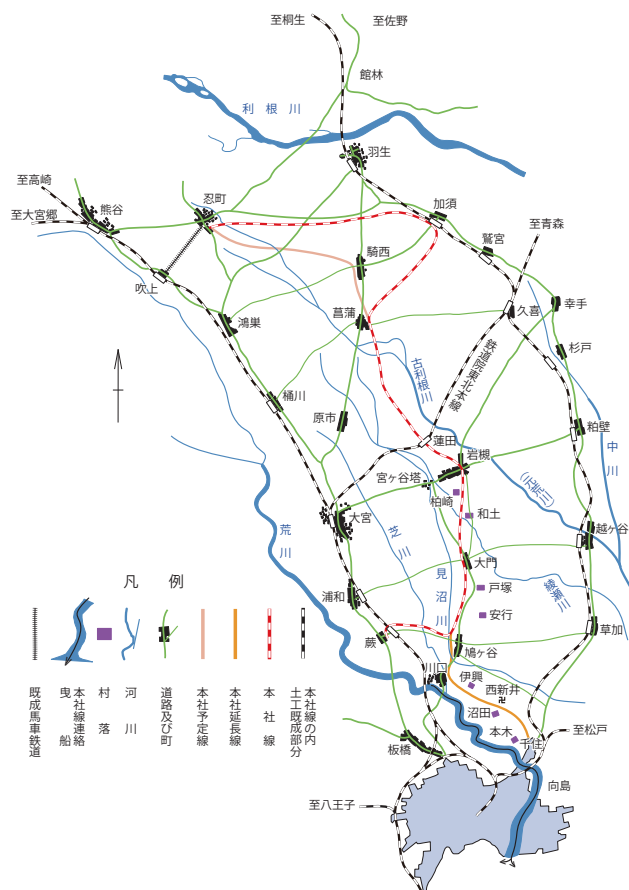 至桐生
至佐野
館林
利根川
羽生
至高崎
熊谷
忍町
至大宮郷
加須
至青森
鷲宮
騎西
吹上
久喜
幸手
菖蒲
鴻巣
杉戸
鉄道院東北本線
古利根川
桶川
原市
粕壁
蓮田
中川
岩槻
宮ヶ谷塔
(元荒川)
柏崎
和土
大宮
荒川
芝川
越ヶ谷
大門
見沼川
戸塚
綾瀬川
浦和
安行
草加
蕨
鳩ヶ谷
川口
伊興
西新井
卍
沼田
本木
千住
至松戸
板橋
向島
至八王子
凡例
本社線の内
土工既成部分
本社線
本社延長線
本社予定線
道路及び町
河川
村落
本社線連絡
曳船
既成馬車鉄道